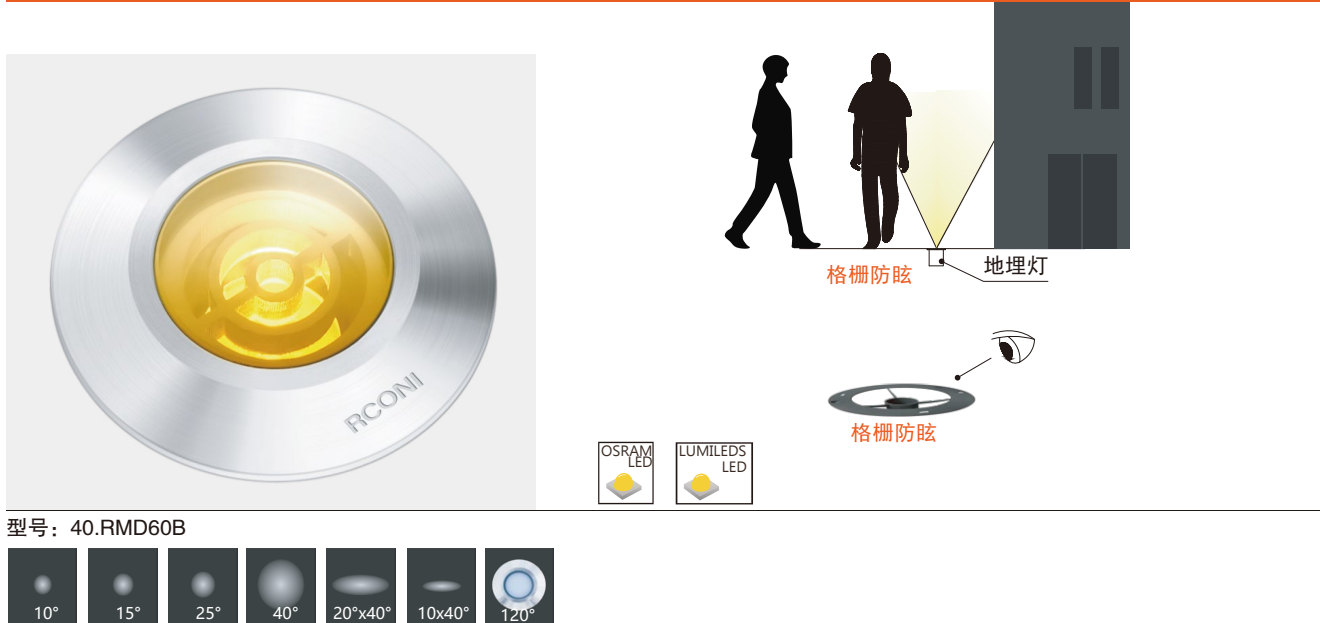 RCONI
格栅防眩
地埋灯
格栅防眩
OSRAM
LED
LUMILEDS
LED
型号：40.RMD60B
10°
15°
25°
40°
20°x40°
10x40°
120°